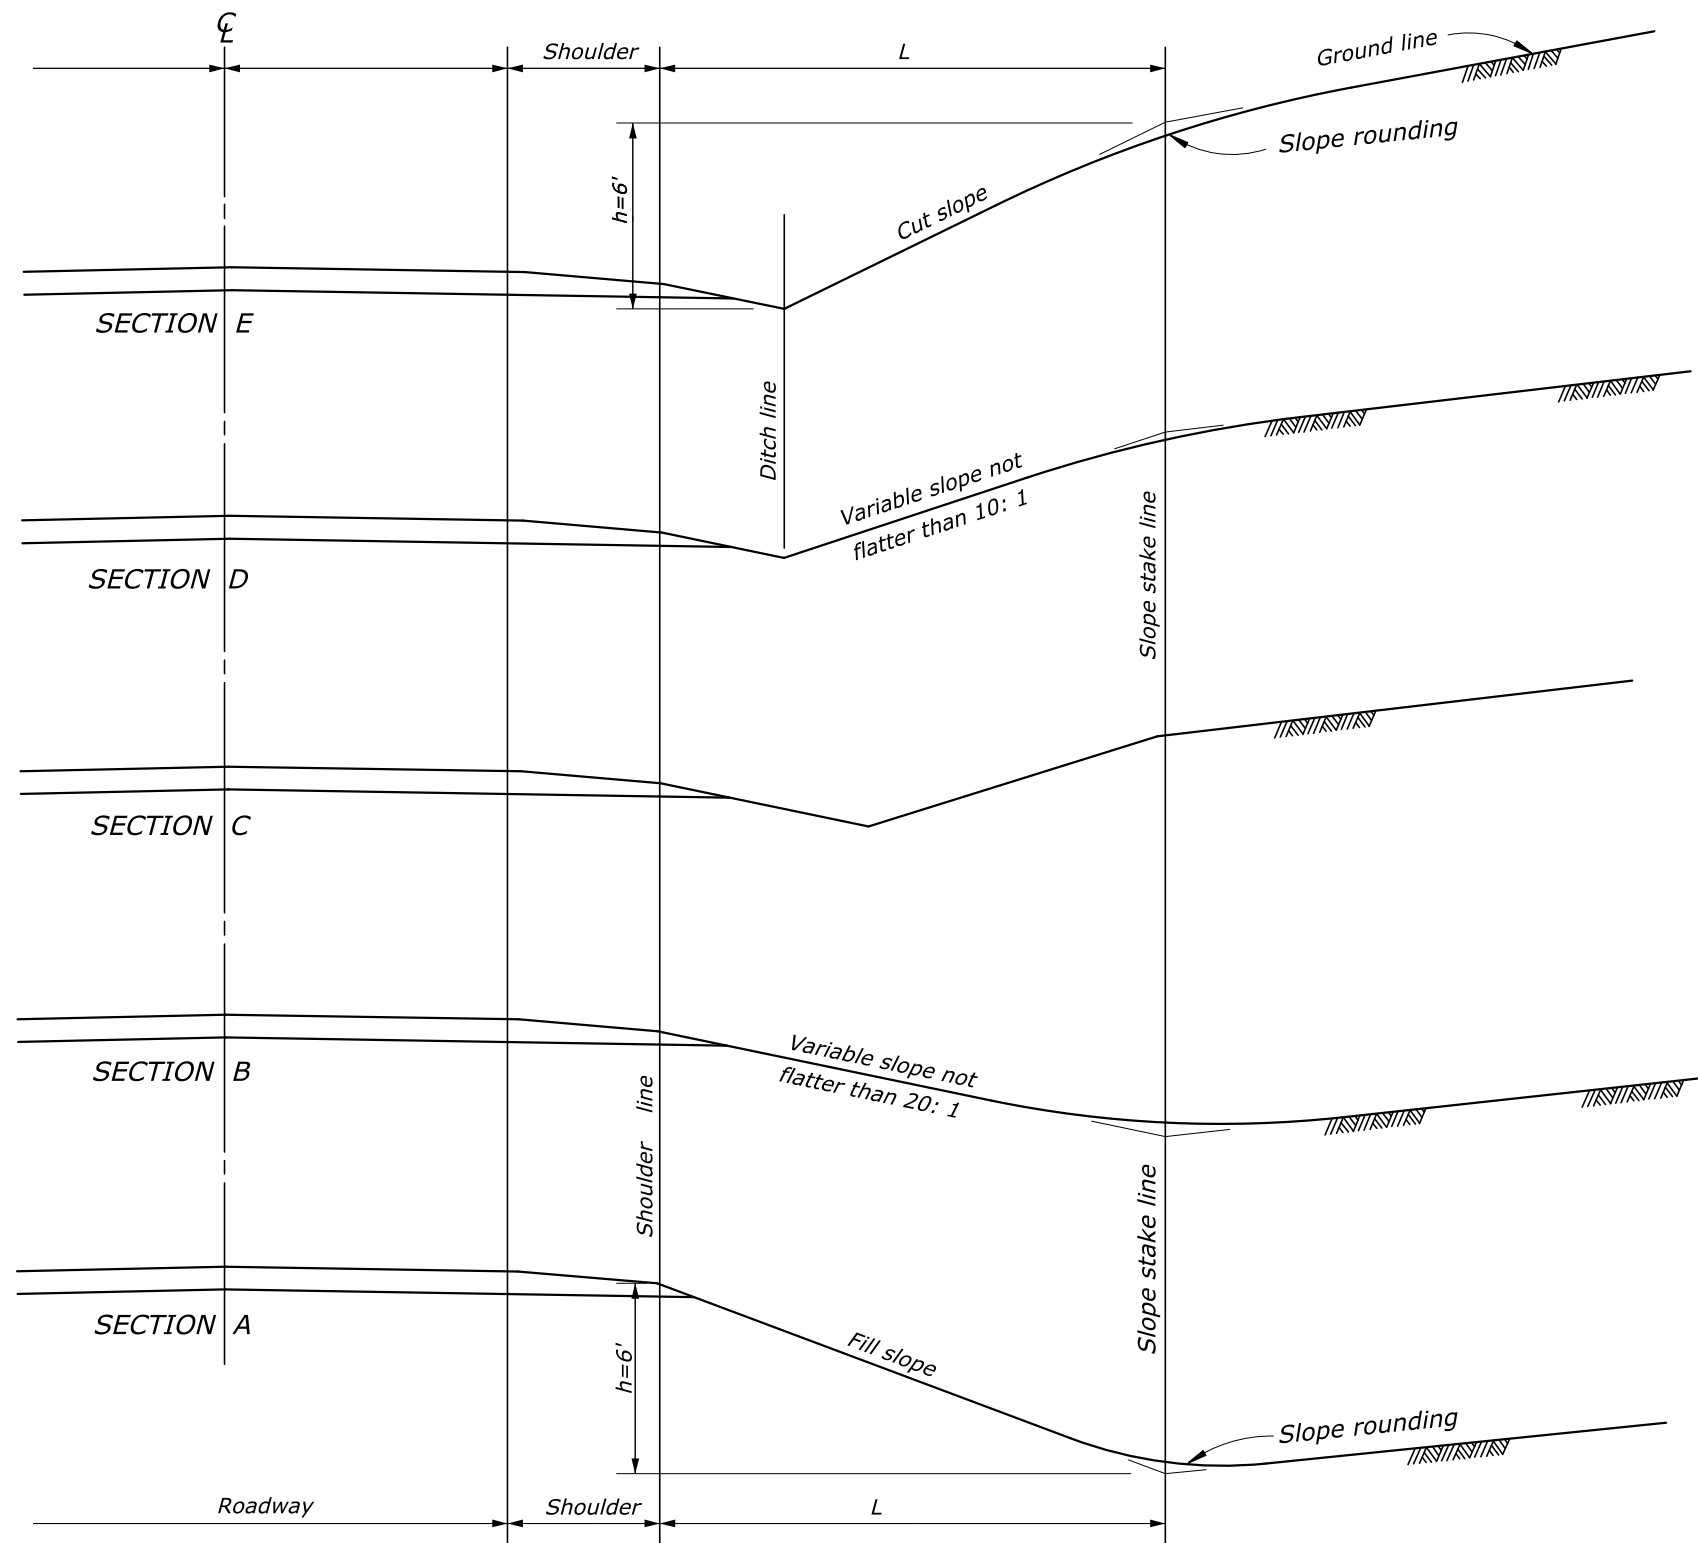 ℄
Shoulder
L
Ground line
Slope rounding
h=6'
Cut slope
SECTION E
Ditch line
Variable slope not
flatter than 10: 1
Slope stake line
SECTION D
SECTION C
SECTION B
Variable slope not
flatter than 20: 1
Shoulder line
Slope stake line
SECTION A
h=6'
Fill slope
Slope rounding
Roadway
Shoulder
L